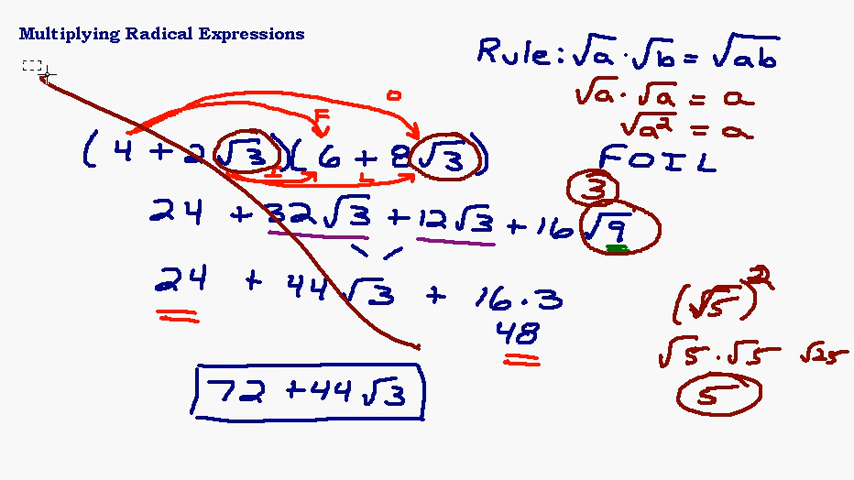 Multiplying Radical Expressions
Rule: √a · √b = √ab
√a · √a = a
√a² = a
FOIL
O
F
(4 + 2√3)(6 + 8√3)
I L
3
24 + 32√3 + 12√3 + 16√9
24 + 44√3 + 16·3
48
72 + 44√3
(√5)²
√5 · √5 √25
5